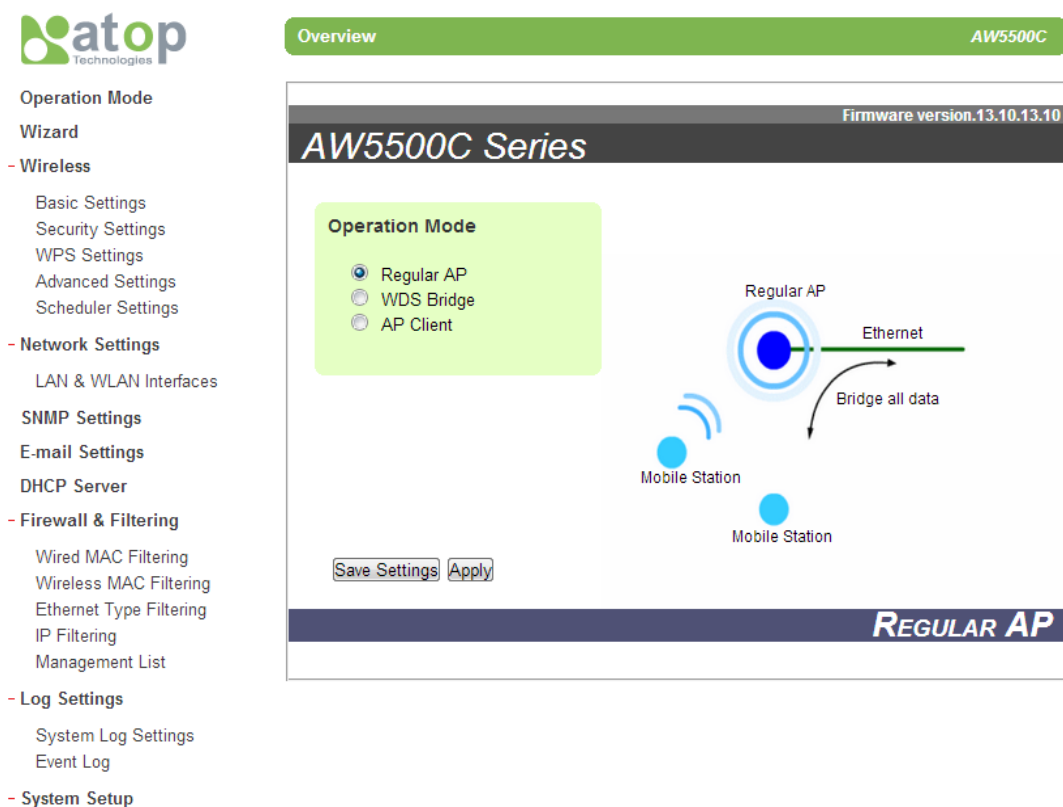 atop
Technologies
Operation Mode
Wizard
- Wireless
Basic Settings
Security Settings
WPS Settings
Advanced Settings
Scheduler Settings
- Network Settings
LAN & WLAN Interfaces
SNMP Settings
E-mail Settings
DHCP Server
- Firewall & Filtering
Wired MAC Filtering
Wireless MAC Filtering
Ethernet Type Filtering
IP Filtering
Management List
- Log Settings
System Log Settings
Event Log
- System Setup
Overview AW5500C
Firmware version.13.10.13.10
AW5500C Series
Operation Mode
Regular AP
WDS Bridge
AP Client
Regular AP
Ethernet
Bridge all data
Mobile Station
Mobile Station
Save Settings Apply
REGULAR AP